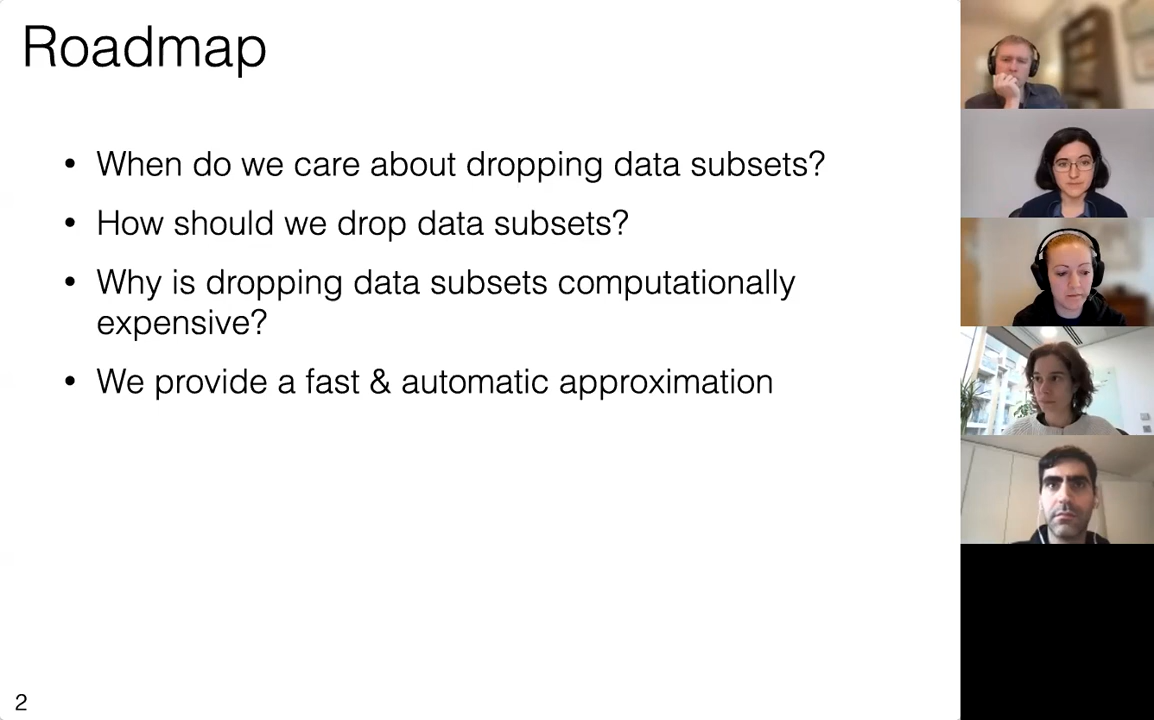 Roadmap
• When do we care about dropping data subsets?
• How should we drop data subsets?
• Why is dropping data subsets computationally
expensive?
• We provide a fast & automatic approximation
2